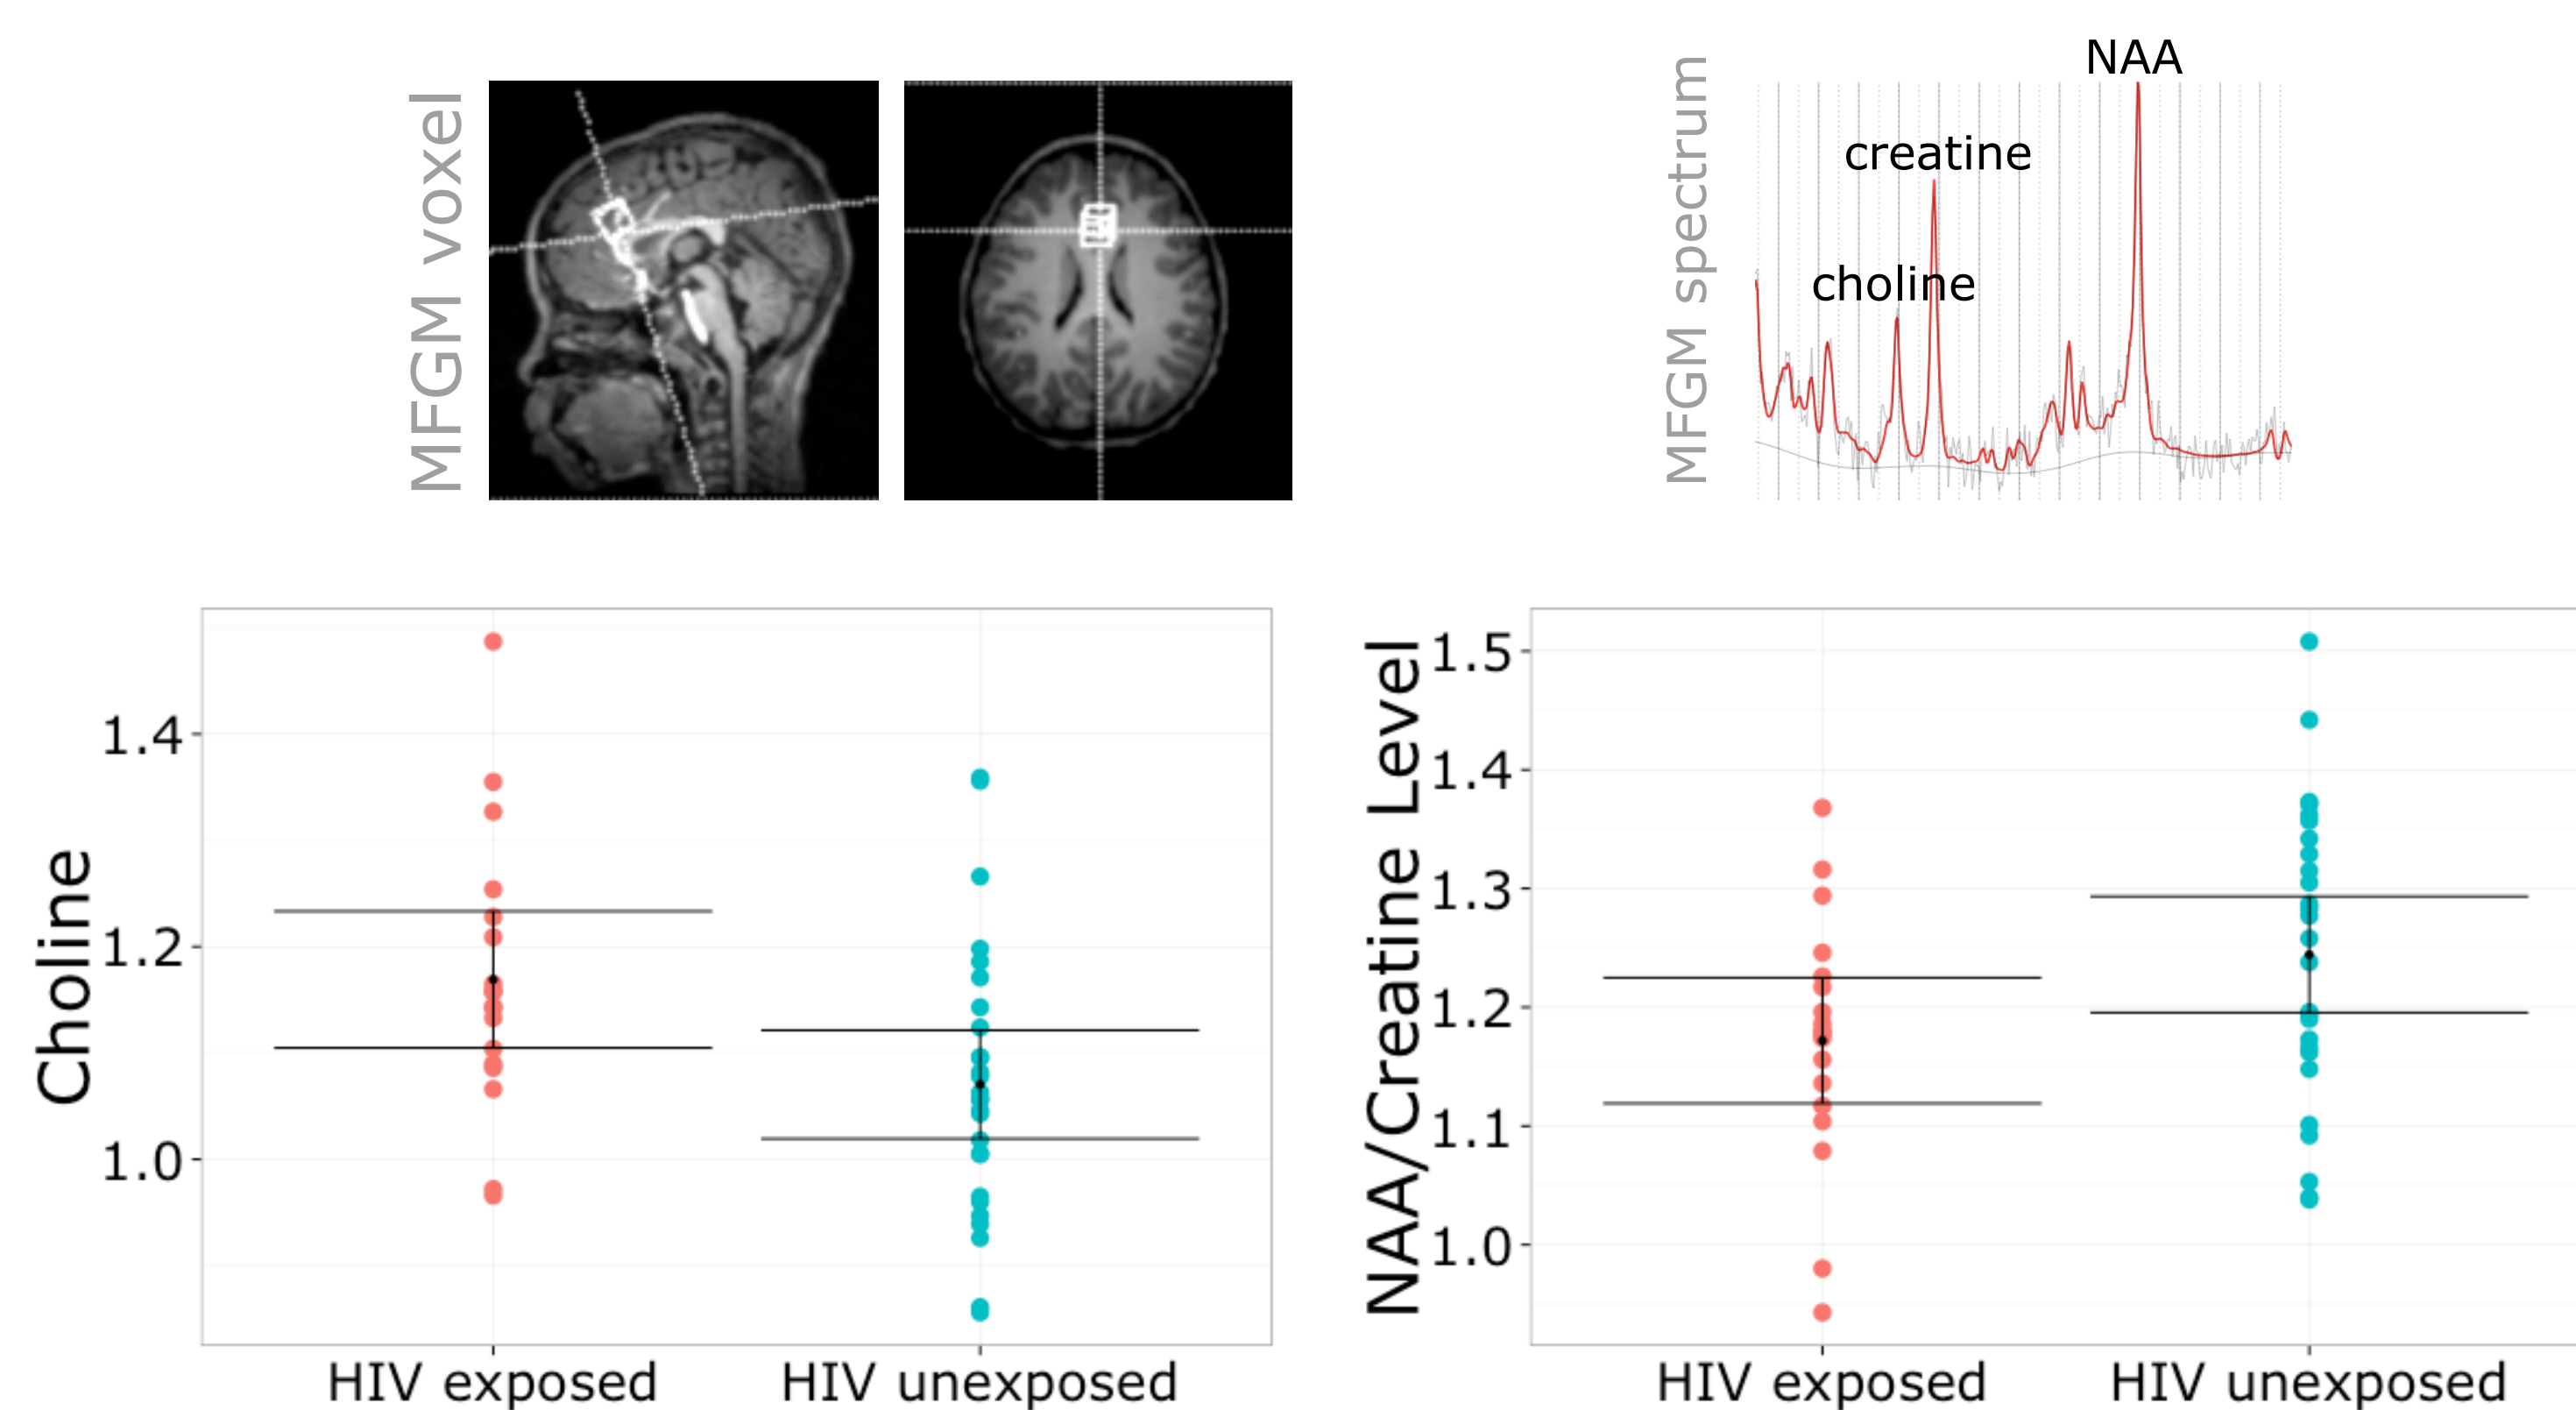 MFGM voxel
MFGM spectrum
NAA
creatine
choline
Choline
1.4
1.2
1.0
HIV exposed
HIV unexposed
NAA/Creatine Level
1.5
1.4
1.3
1.2
1.1
1.0
HIV exposed
HIV unexposed